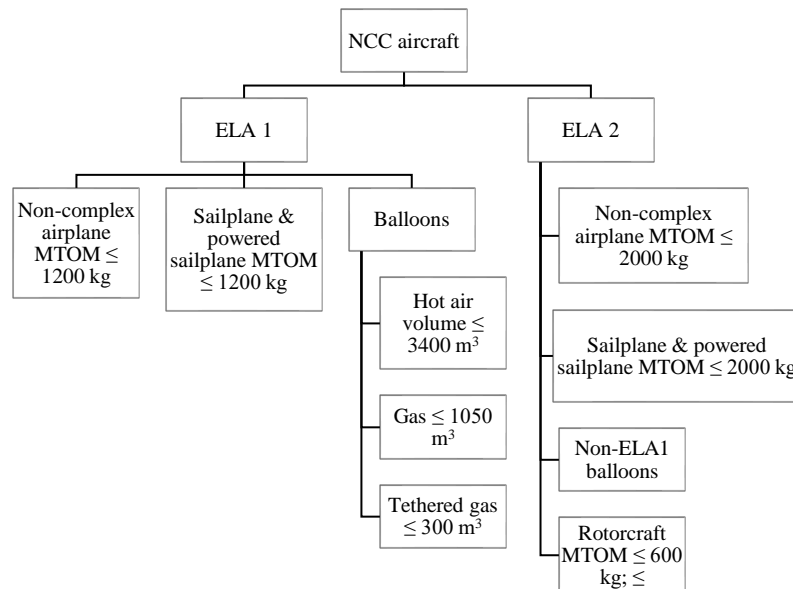 NCC aircraft
ELA 1
ELA 2
Non-complex
airplane
MTOM ≤
1200 kg
Sailplane &
powered
sailplane MTOM
≤ 1200 kg
Balloons
Hot air
volume ≤
3400 m³
Gas ≤ 1050
m³
Tethered gas
≤ 300 m³
Non-complex
airplane MTOM ≤
2000 kg
Sailplane & powered
sailplane MTOM ≤ 2000 kg
Non-ELA1
balloons
Rotorcraft
MTOM ≤ 600
kg; ≤